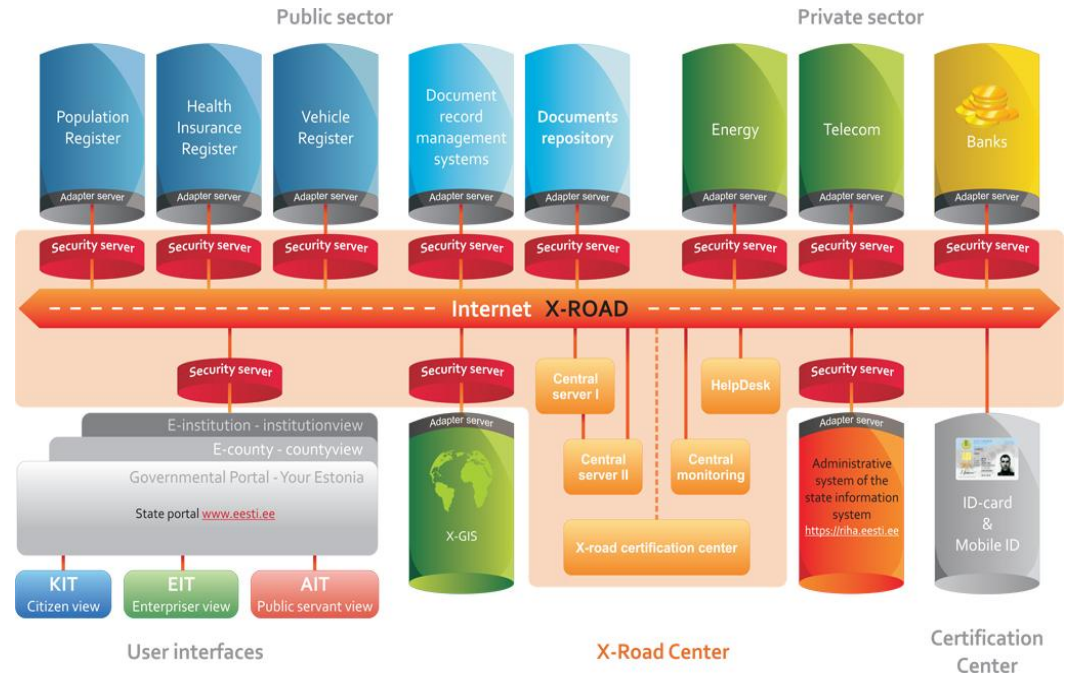 Public sector
Private sector
Population
Register
Health
Insurance
Register
Vehicle
Register
Document
record
management
systems
Documents
repository
Energy
Telecom
Banks
Adapter server
Adapter server
Adapter server
Adapter server
Adapter server
Adapter server
Adapter server
Adapter server
Security server
Security server
Security server
Security server
Security server
Security server
Security server
Security server
Internet X-ROAD
Security server
Security server
Central
server I
HelpDesk
Security server
E-institution - institutionview
E-county - countyview
Governmental Portal - Your Estonia
State portal www.eesti.ee
Adapter server
X-GIS
Central
server II
Central
monitoring
X-road certification center
Adapter server
Administrative
system of the
state information
system
https://riha.eesti.ee
ID-card
&
Mobile ID
KIT
Citizen view
EIT
Enterpriser view
AIT
Public servant view
User interfaces
X-Road Center
Certification
Center